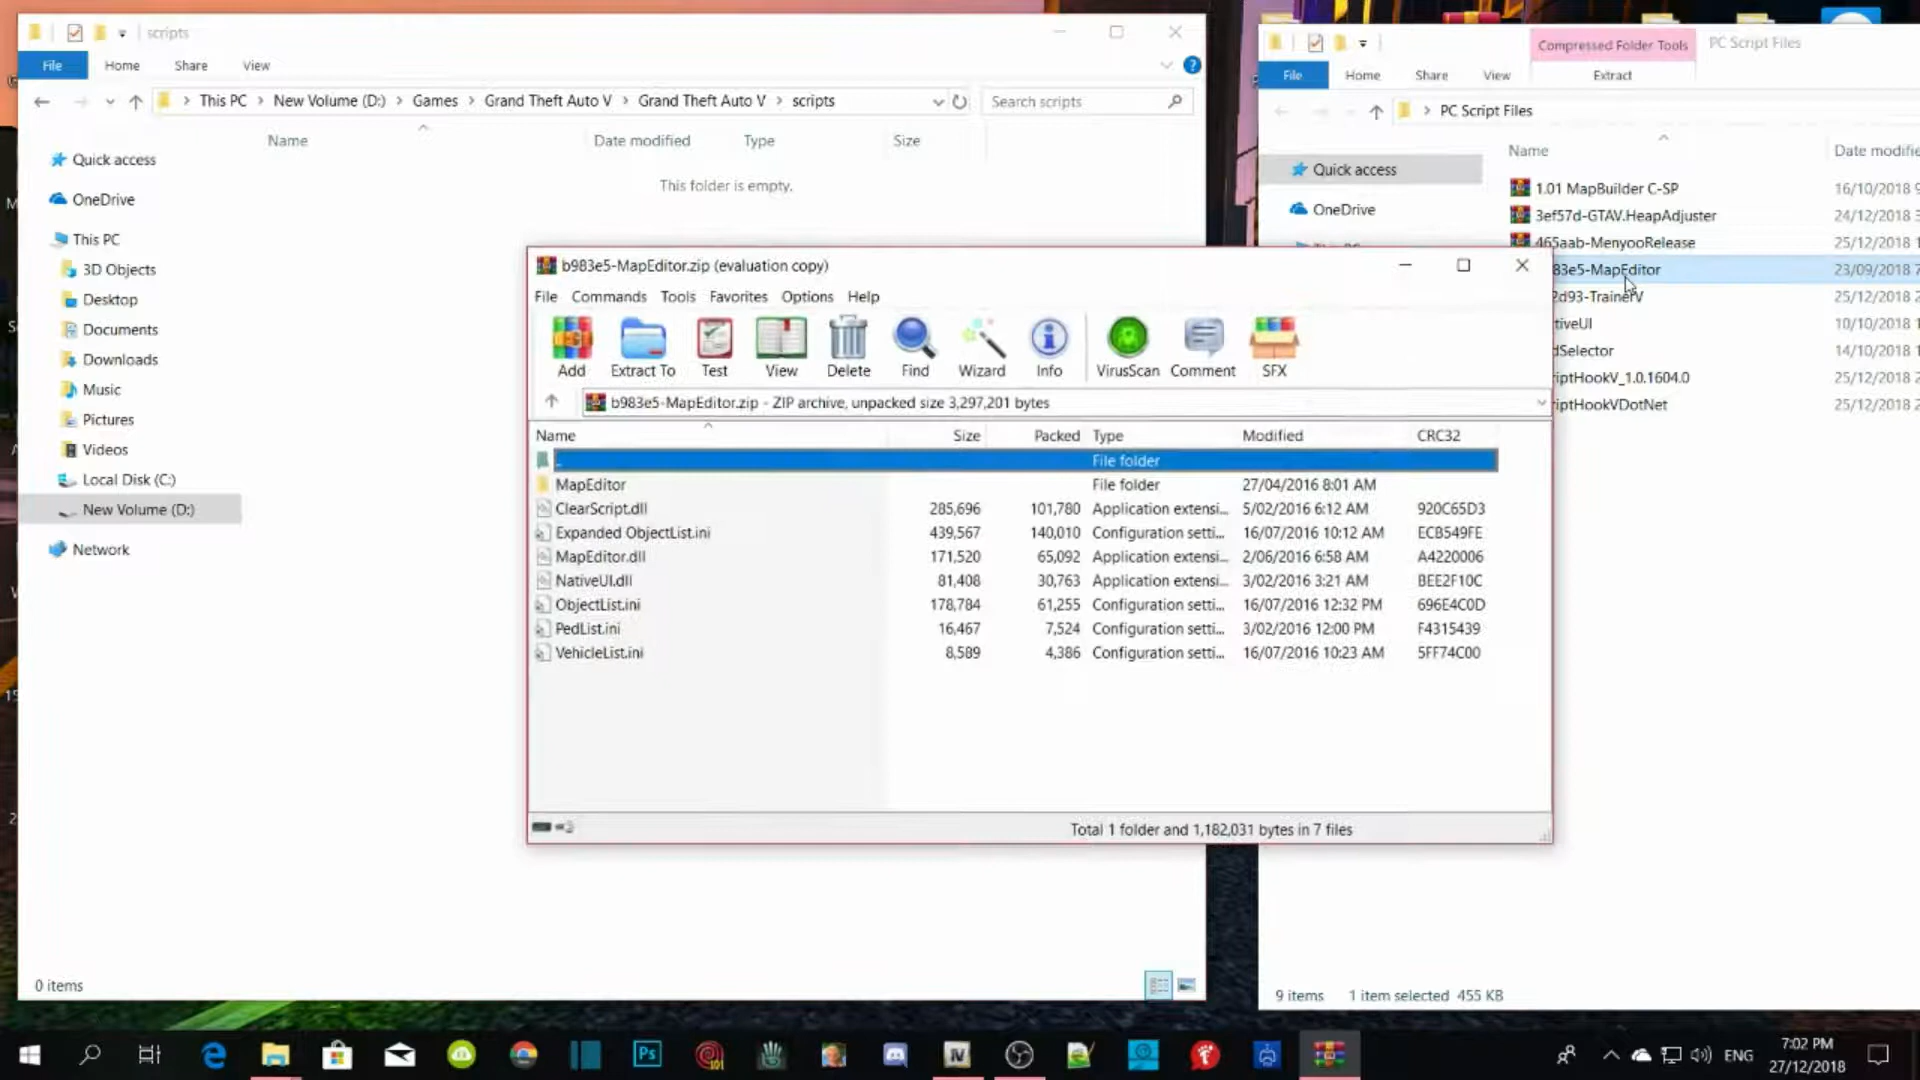 scripts
File Home Share View
This PC > New Volume (D:) > Games > Grand Theft Auto V > Grand Theft Auto V > scripts
Search scripts
Name Date modified Type Size
This folder is empty.
Quick access
OneDrive
This PC
3D Objects
Desktop
Documents
Downloads
Music
Pictures
Videos
Local Disk (C:)
New Volume (D:)
Network
0 items
Compressed Folder Tools
PC Script Files
File Home Share View Extract
PC Script Files
Name
Quick access
OneDrive
1.01 MapBuilder C-SP 16/10/2018 9
3ef57d-GTAV.HeapAdjuster 24/12/2018 3
465aab-MenyooRelease 25/12/2018 1
83e5-MapEditor 23/09/2018 7
2d93-TrainerV 25/12/2018 2
tiveUI 10/10/2018 2
dSelector 14/10/2018 2
riptHookV_1.0.1604.0 25/12/2018 2
riptHookVDotNet 25/12/2018 2
9 items 1 item selected 455 KB
b983e5-MapEditor.zip (evaluation copy)
File Commands Tools Favorites Options Help
Add Extract To Test View Delete Find Wizard Info VirusScan Comment SFX
b983e5-MapEditor.zip - ZIP archive, unpacked size 3,297,201 bytes
Name Size Packed Type Modified CRC32
File folder
MapEditor File folder 27/04/2016 8:01 AM
ClearScript.dll 285,696 101,780 Application extensi... 5/02/2016 6:12 AM 920C65D3
Expanded ObjectList.ini 439,567 140,010 Configuration setti... 16/07/2016 10:12 AM ECB549FE
MapEditor.dll 171,520 65,092 Application extensi... 2/06/2016 6:58 AM A4220006
NativeUI.dll 81,408 30,763 Application extensi... 3/02/2016 3:21 AM BEE2F10C
ObjectList.ini 178,784 61,255 Configuration setti... 16/07/2016 12:32 PM 696E4C0D
PedList.ini 16,467 7,524 Configuration setti... 3/02/2016 12:00 PM F4315439
VehicleList.ini 8,589 4,386 Configuration setti... 16/07/2016 10:23 AM 5FF74C00
Total 1 folder and 1,182,031 bytes in 7 files
Ps
IV
ENG
7:02 PM
27/12/2018